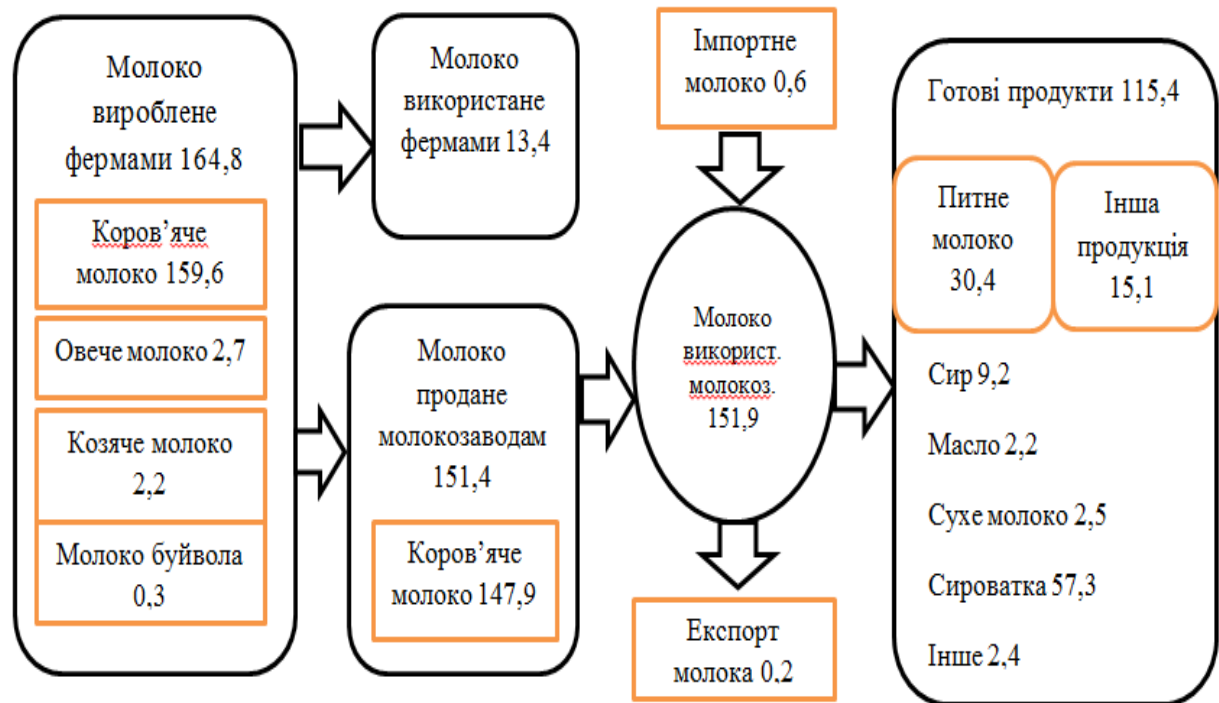 Молоко
вироблене
фермами 164,8
Коров’яче
молоко 159,6
Овече молоко 2,7
Козяче молоко
2,2
Молоко буйвола
0,3
Молоко
використане
фермами 13,4
Молоко
продане
молокозаводам
151,4
Коров’яче
молоко 147,9
Імпортне
молоко 0,6
Молоко
використ.
молокоз.
151,9
Експорт
молока 0,2
Готові продукти 115,4
Питне
молоко
30,4
Інша
продукція
15,1
Сир 9,2
Масло 2,2
Сухе молоко 2,5
Сироватка 57,3
Інше 2,4